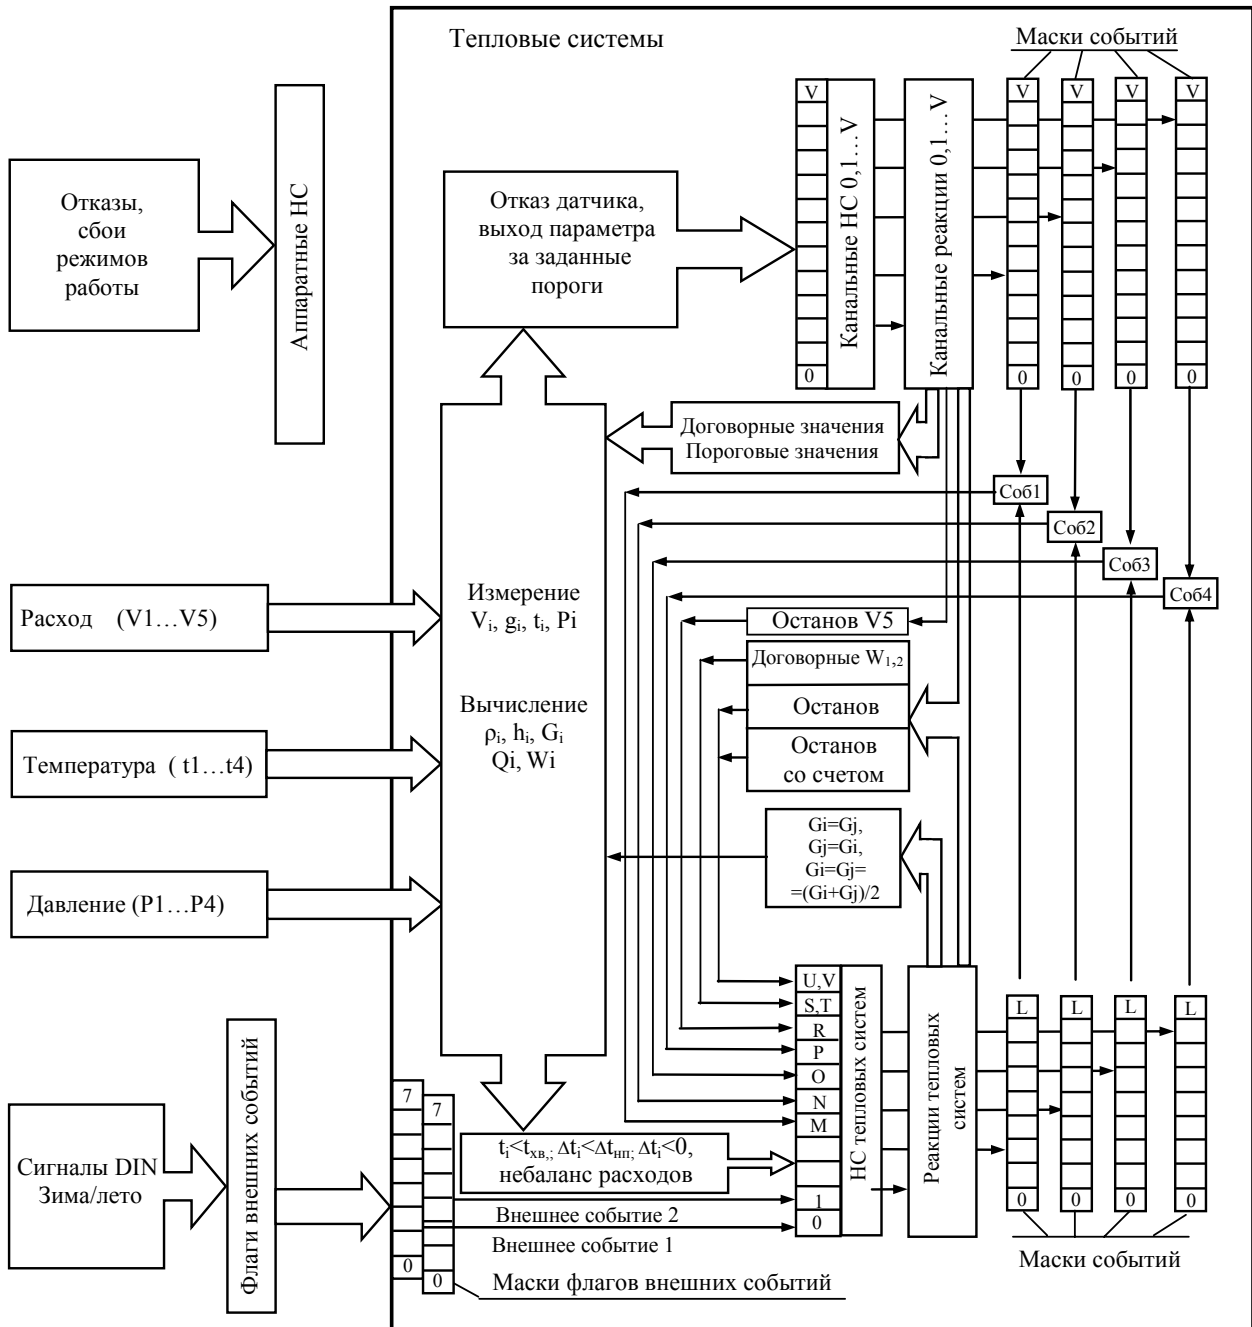 Тепловые системы
Маски событий
V
V
V
V
V
Отказы,
сбои
режимов
работы
Аппаратные НС
Отказ датчика,
выход параметра
за заданные
пороги
Канальные НС 0,1…V
Канальные реакции 0,1…V
0
0
0
0
0
Договорные значения
Пороговые значения
Соб1
Соб2
Соб3
Соб4
Расход (V1…V5)
Измерение
Vi, gi, ti, Pi
Останов V5
Договорные W1,2
Останов
Останов
со счетом
Вычисление
ρi, hi, Gi
Qi, Wi
Температура ( t1…t4)
Gi=Gj,
Gj=Gi,
Gi=Gj=
=(Gi+Gj)/2
Давление (P1…P4)
U,V
S,T
R
P
O
N
M
1
0
НС тепловых систем
Реакции тепловых
систем
L
L
L
L
0
0
0
0
Маски событий
Сигналы DIN
Зима/лето
Флаги внешних событий
7
7
0
0
ti<tхв,; Δti<Δtнп; Δti<0,
небаланс расходов
Внешнее событие 2
Внешнее событие 1
Маски флагов внешних событий